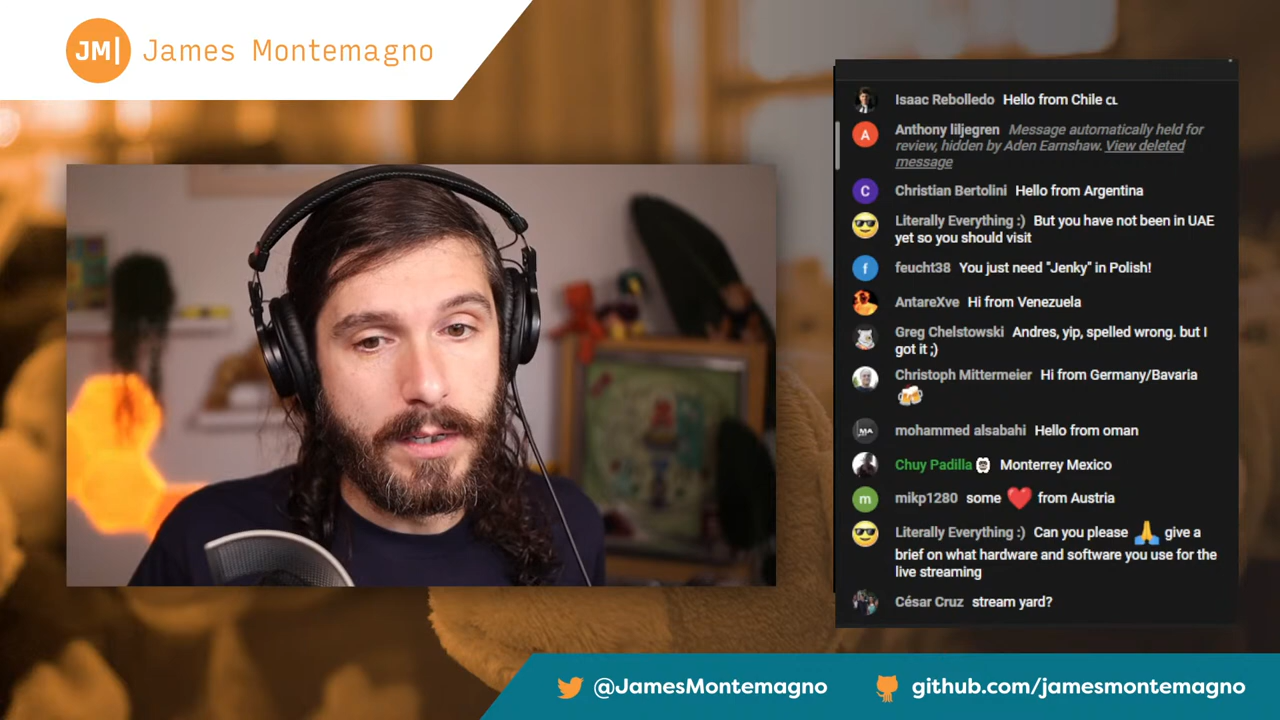 JM| James Montemagno
Isaac Rebolledo Hello from Chile CL
A Anthony liljegren Message automatically held for
review, hidden by Aden Earnshaw. View deleted
message
C Christian Bertolini Hello from Argentina
Literally Everything :) But you have not been in UAE
yet so you should visit
f feucht38 You just need "Jenky" in Polish!
AntareXve Hi from Venezuela
Greg Chelstowski Andres, yip, spelled wrong. but I
got it ;)
Christoph Mittermeier Hi from Germany/Bavaria
🍻
MA mohammed alsabahi Hello from oman
Chuy Padilla Monterrey Mexico
m mikp1280 some ❤️ from Austria
Literally Everything :) Can you please 🙏 give a
brief on what hardware and software you use for the
live streaming
César Cruz stream yard?
@JamesMontemagno github.com/jamesmontemagno